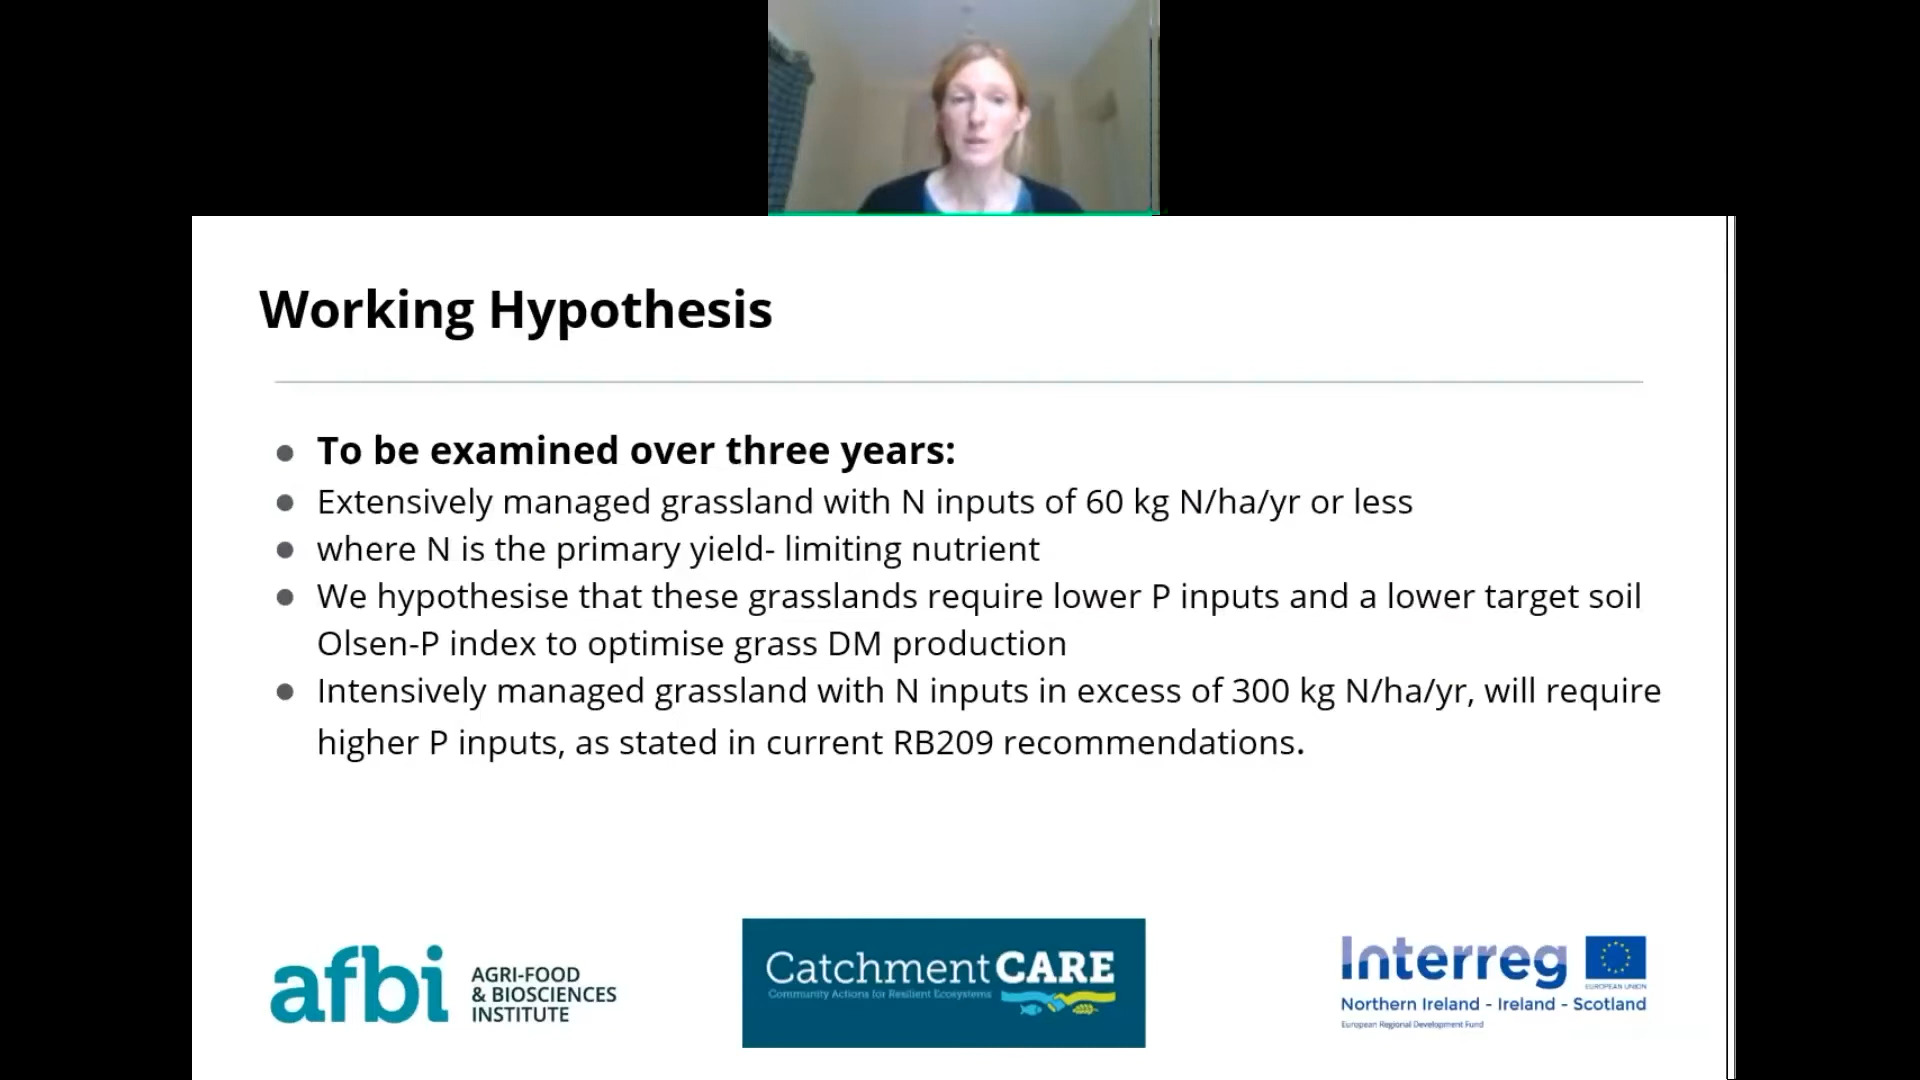 Working Hypothesis
To be examined over three years:
Extensively managed grassland with N inputs of 60 kg N/ha/yr or less
where N is the primary yield- limiting nutrient
We hypothesise that these grasslands require lower P inputs and a lower target soil
Olsen-P index to optimise grass DM production
Intensively managed grassland with N inputs in excess of 300 kg N/ha/yr, will require
higher P inputs, as stated in current RB209 recommendations.
afbi
AGRI-FOOD
& BIOSCIENCES
INSTITUTE
CatchmentCARE
Community Actions for Resilient Ecosystems
Interreg
EUROPEAN UNION
Northern Ireland - Ireland - Scotland
European Regional Development Fund